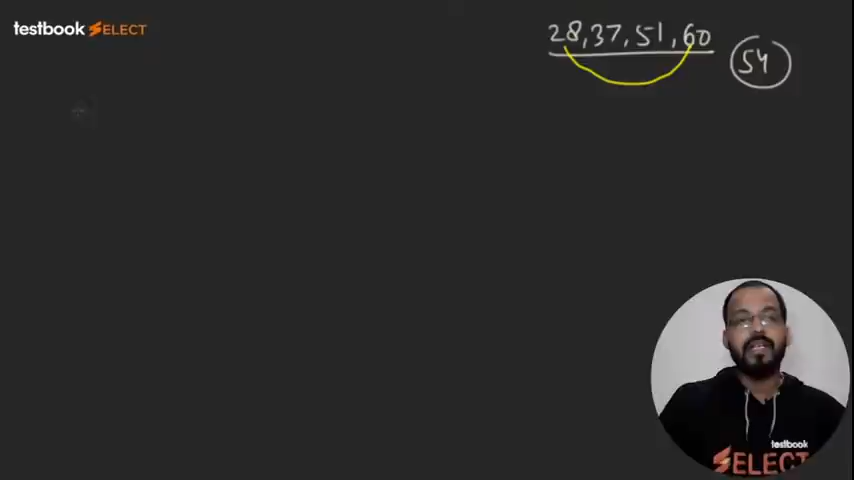 testbook SELECT
28, 37, 51, 60
54
testbook
SELECT